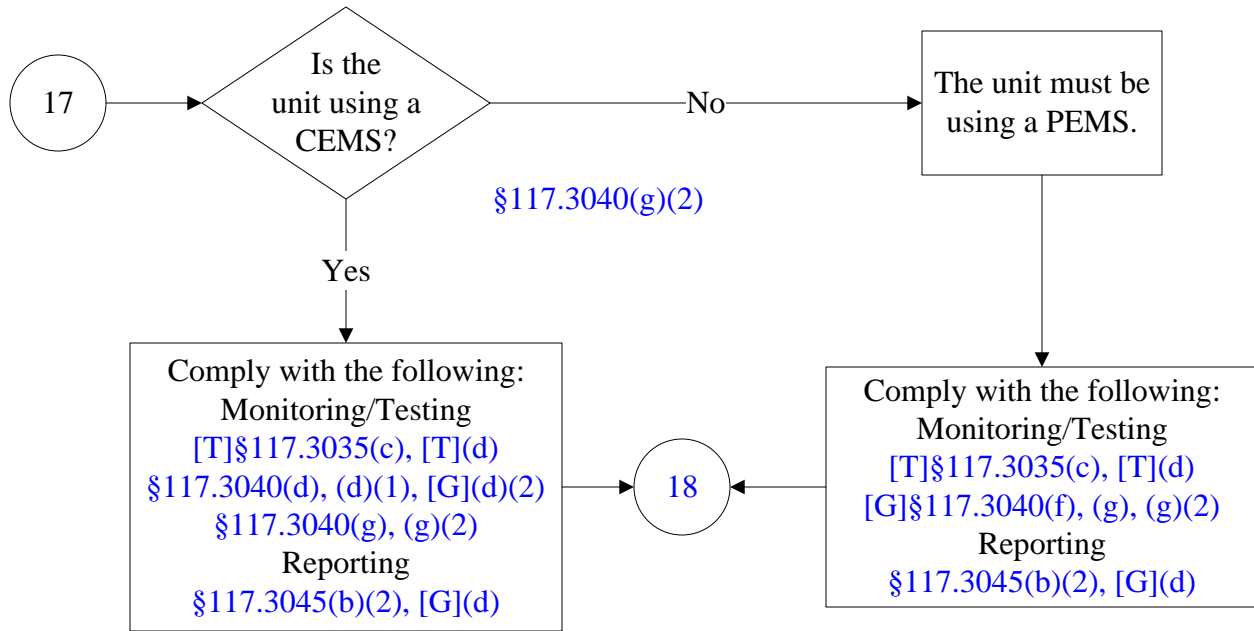 17
Is the
unit using a
CEMS?
No
The unit must be
using a PEMS.
§117.3040(g)(2)
Yes
Comply with the following:
Monitoring/Testing
[T]§117.3035(c), [T](d)
§117.3040(d), (d)(1), [G](d)(2)
§117.3040(g), (g)(2)
Reporting
§117.3045(b)(2), [G](d)
18
Comply with the following:
Monitoring/Testing
[T]§117.3035(c), [T](d)
[G]§117.3040(f), (g), (g)(2)
Reporting
§117.3045(b)(2), [G](d)